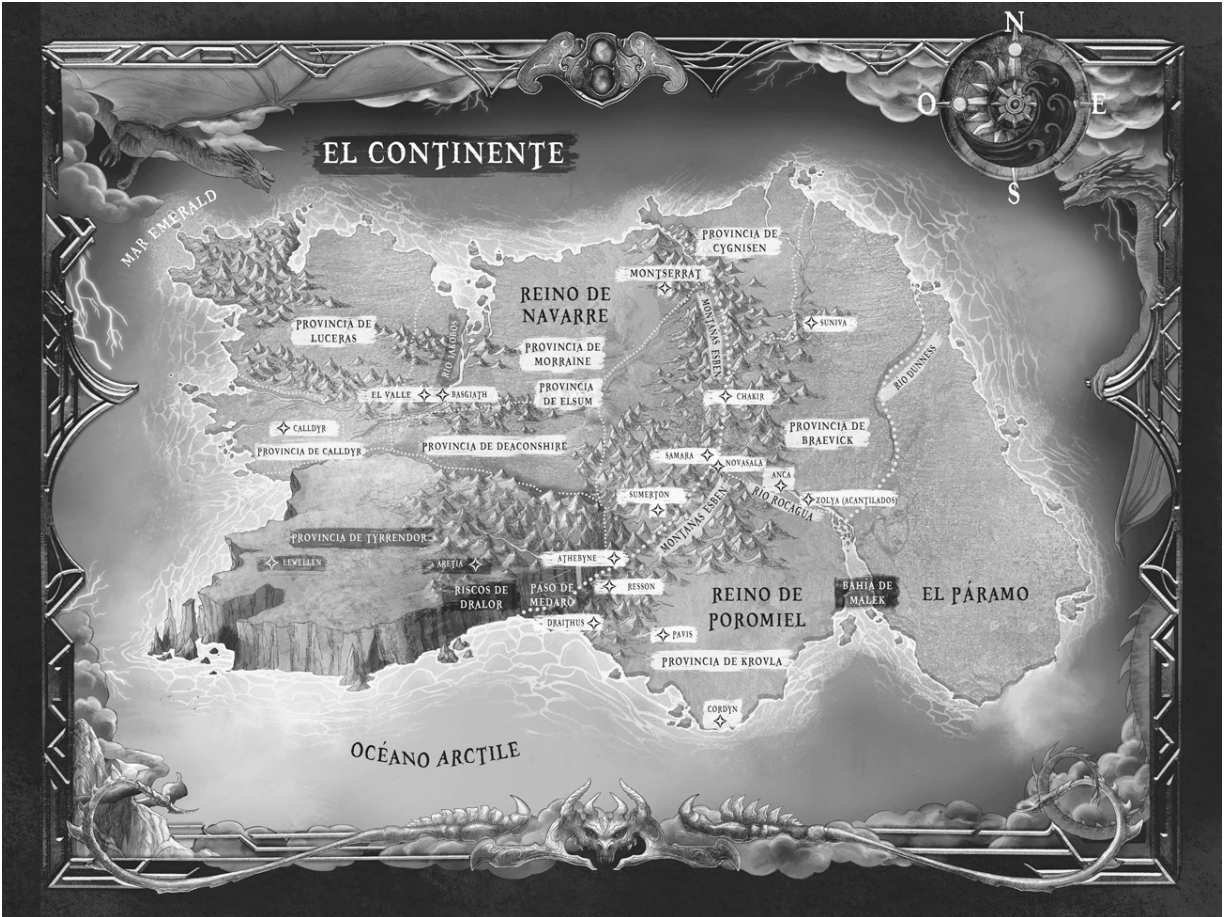 N
O
E
S
EL CONTINENTE
MAR EMERALD
PROVINCIA DE
CYGNISEN
MONTSERRAT
REINO DE
NAVARRE
PROVINCIA DE
LUCERAS
RÍO IAKOBOS
MONTAÑAS ESBEN
SUNIVA
PROVINCIA DE
MORRAINE
RÍO DUNNESS
PROVINCIA
DE ELSUM
EL VALLE
BASGIATH
CHAKIR
CALLDYR
PROVINCIA DE
BRAEVICK
PROVINCIA DE CALLDYR
PROVINCIA DE DEACONSHIRE
SAMARA
NOVASALA
ANCA
SUMERTON
RÍO ROCAGUA
ZOLYA (ACANTILADOS)
MONTAÑAS ESBEN
PROVINCIA DE TYRRENDOR
LEWELLEN
ARETIA
ATHEBYNE
RISCOS DE
DRALOR
PASO DE
MEDARO
RESSON
REINO DE
POROMIEL
BAHÍA DE
MALEK
EL PÁRAMO
DRAITHUS
PAVIS
PROVINCIA DE KROVLA
CORDYN
OCÉANO ARCTILE